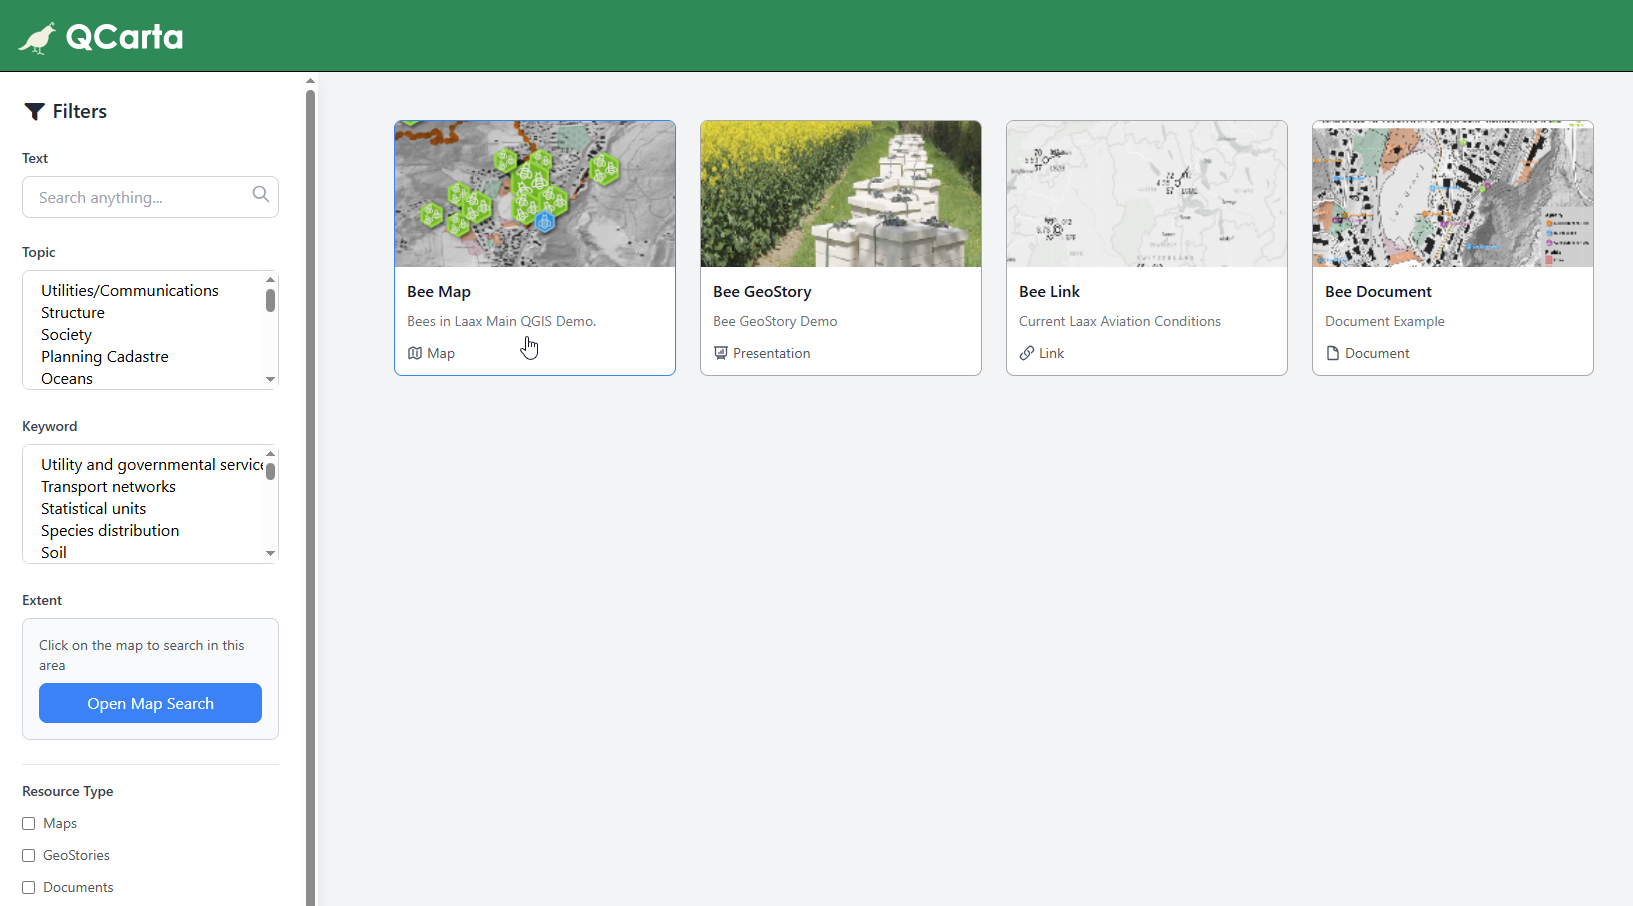 QCarta
Filters
Text
Search anything...
Topic
Utilities/Communications
Structure
Society
Planning Cadastre
Oceans
Keyword
Utility and governmental service
Transport networks
Statistical units
Species distribution
Soil
Extent
Click on the map to search in this
area
Open Map Search
Resource Type
Maps
GeoStories
Documents
Bee Map
Bees in Laax Main QGIS Demo.
Map
Bee GeoStory
Bee GeoStory Demo
Presentation
Bee Link
Current Laax Aviation Conditions
Link
Bee Document
Document Example
Document